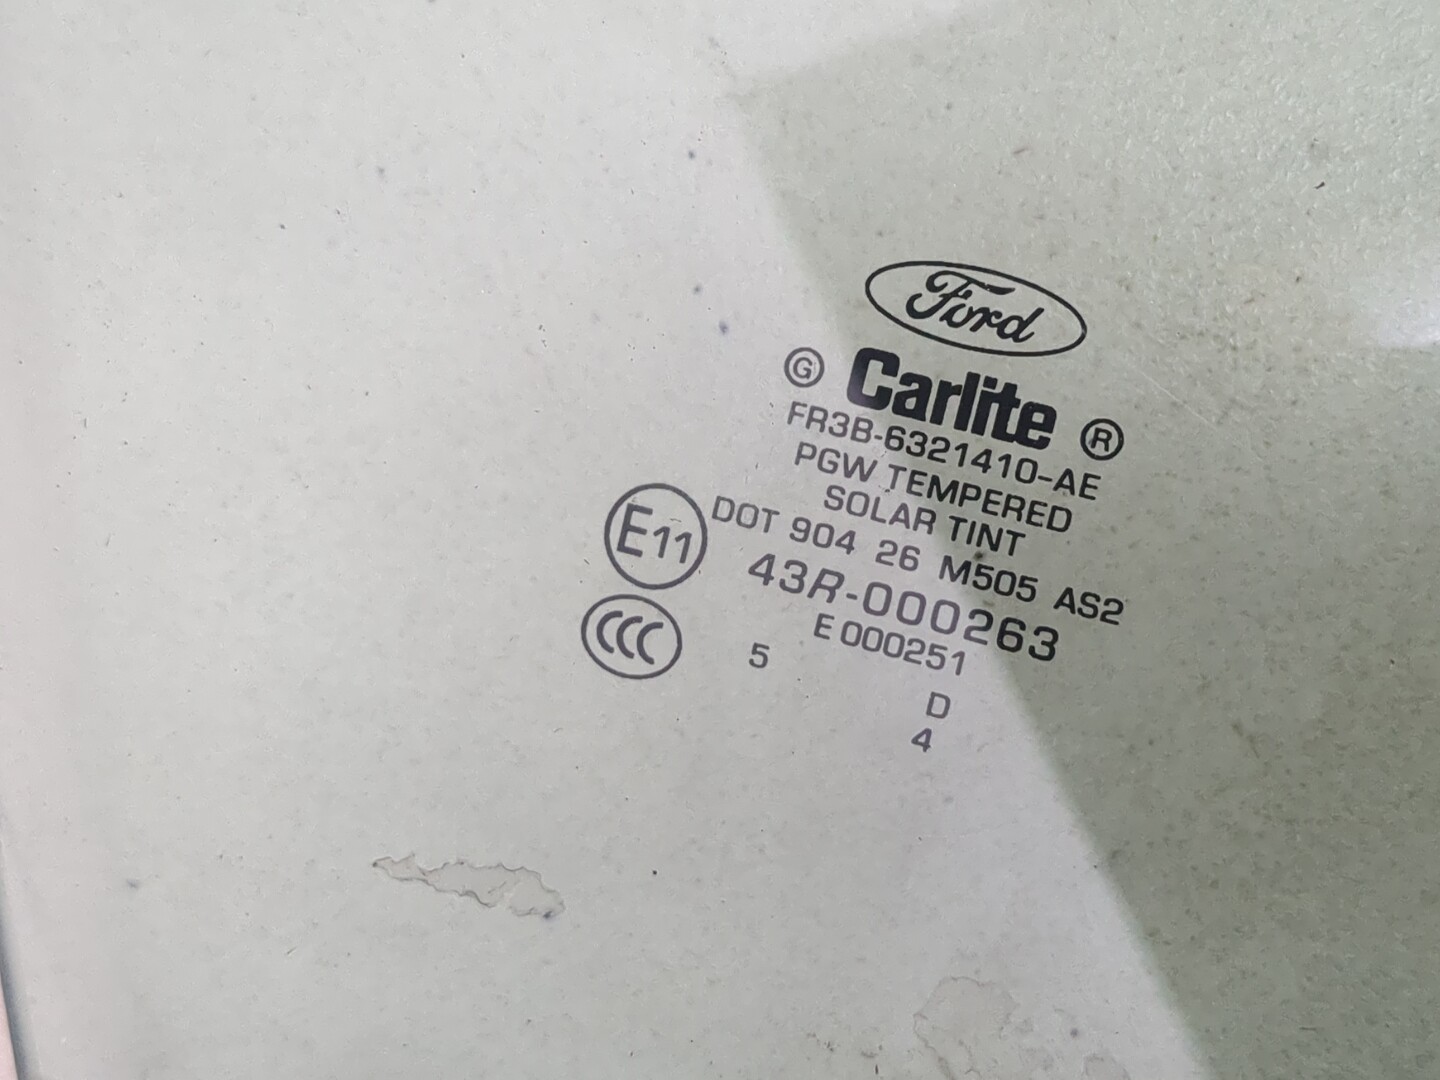 Ford
G Carlite ®
FR3B-6321410-AE
PGW TEMPERED
SOLAR TINT
E11 DOT 904 26 M505 AS2
43R-000263
E 000251
CCC 5
D
4